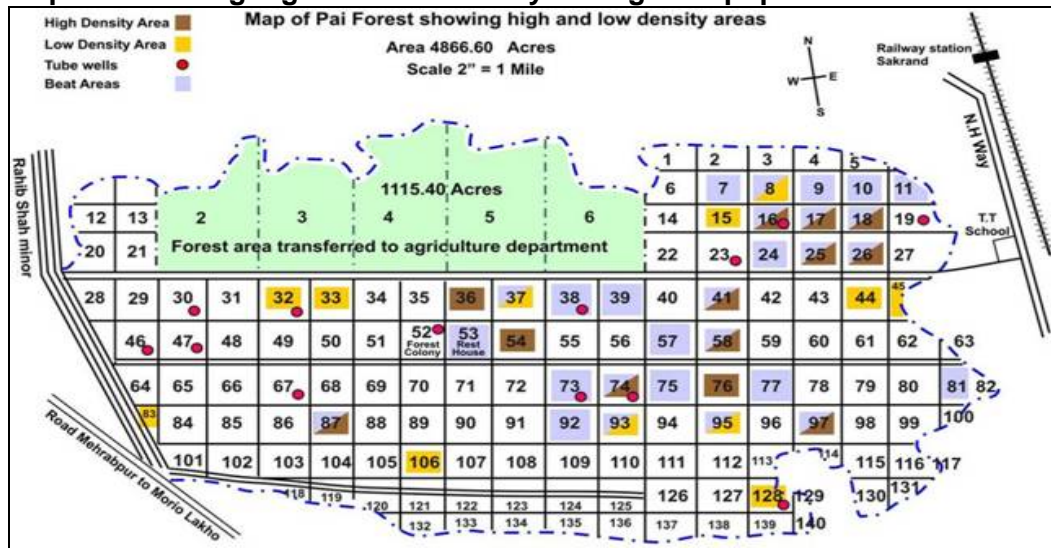 High Density Area
Low Density Area
Tube wells
Beat Areas
Map of Pai Forest showing high and low density areas
Area 4866.60 Acres
Scale 2" = 1 Mile
N
W E
S
Railway station
Sakrand
N.H Way
T.T
School
Rahib Shah minor
Road Mehrabpur to Morio Lakho
1115.40 Acres
2 3 4 5 6
Forest area transferred to agriculture department
1 2 3 4 5
6 7 8 9 10 11
12 13 14 15 16 17 18 19
20 21 22 23 24 25 26 27
28 29 30 31 32 33 34 35 36 37 38 39 40 41 42 43 44 45
46 47 48 49 50 51 52 53 54 55 56 57 58 59 60 61 62 63
Forest Colony
Rest House
64 65 66 67 68 69 70 71 72 73 74 75 76 77 78 79 80 81 82
83 84 85 86 87 88 89 90 91 92 93 94 95 96 97 98 99 100
101 102 103 104 105 106 107 108 109 110 111 112 113 114 115 116 117
118 119 120 121 122 123 124 125 126 127 128 129 130 131
132 133 134 135 136 137 138 139 140